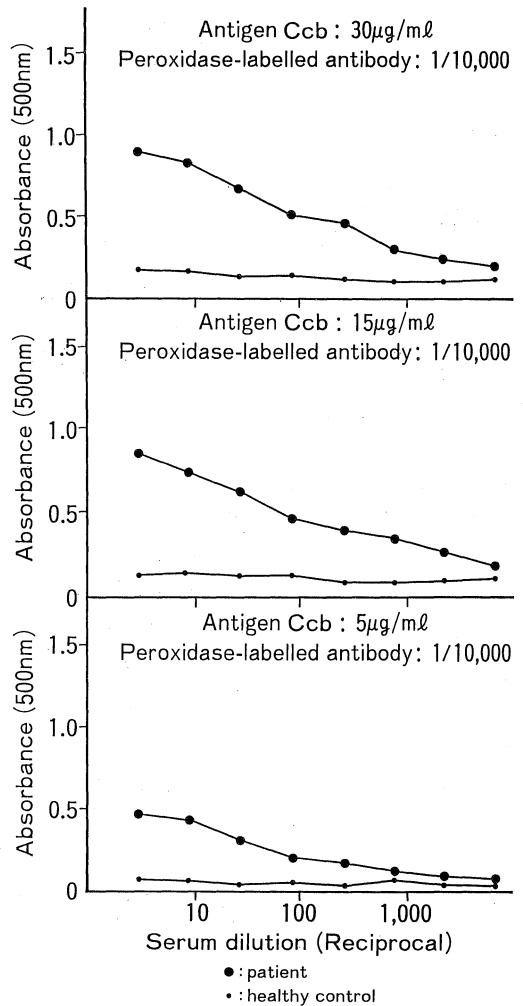 Antigen Ccb : 30μg/mℓ
Peroxidase-labelled antibody: 1/10,000
Absorbance (500nm)
1.5
1.0
0.5
0
Antigen Ccb : 15μg/mℓ
Peroxidase-labelled antibody: 1/10,000
Absorbance (500nm)
1.5
1.0
0.5
0
Antigen Ccb : 5μg/mℓ
Peroxidase-labelled antibody: 1/10,000
Absorbance (500nm)
1.5
1.0
0.5
0
10 100 1,000
Serum dilution (Reciprocal)
● : patient
• : healthy control